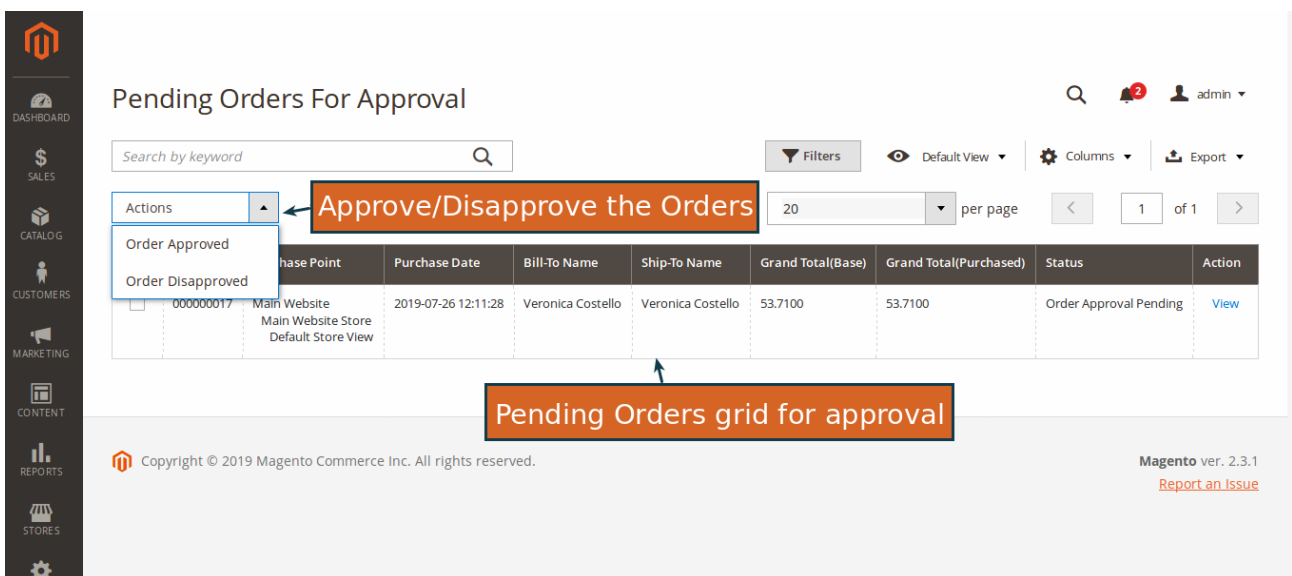 Pending Orders For Approval
2
admin
DASHBOARD
SALES
CATALOG
CUSTOMERS
MARKETING
CONTENT
REPORTS
STORES
Search by keyword
Filters
Default View
Columns
Export
Actions
Approve/Disapprove the Orders
20
per page
1
of 1
Order Approved
Order Disapproved
hase Point
Purchase Date
Bill-To Name
Ship-To Name
Grand Total(Base)
Grand Total(Purchased)
Status
Action
000000017
Main Website
Main Website Store
Default Store View
2019-07-26 12:11:28
Veronica Costello
Veronica Costello
53.7100
53.7100
Order Approval Pending
View
Pending Orders grid for approval
Copyright © 2019 Magento Commerce Inc. All rights reserved.
Magento ver. 2.3.1
Report an Issue